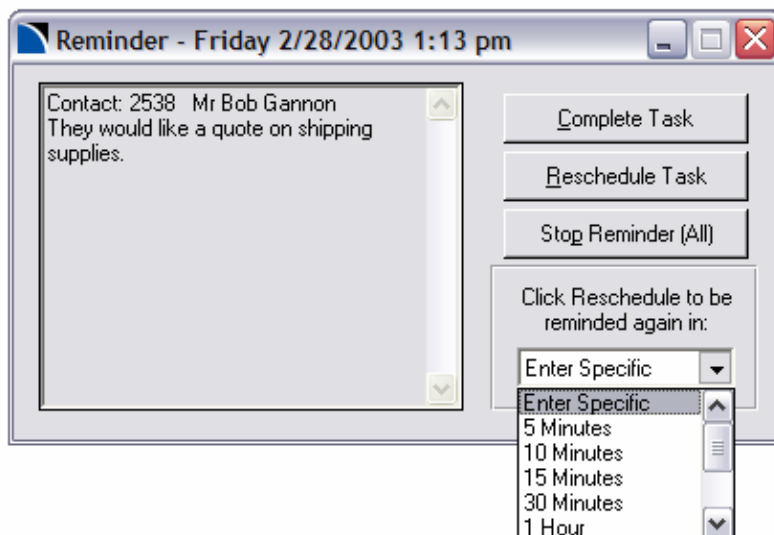 Reminder - Friday 2/28/2003 1:13 pm
Contact: 2538 Mr Bob Gannon
They would like a quote on shipping
supplies.
Complete Task
Reschedule Task
Stop Reminder (All)
Click Reschedule to be
reminded again in:
Enter Specific
Enter Specific
5 Minutes
10 Minutes
15 Minutes
30 Minutes
1 Hour